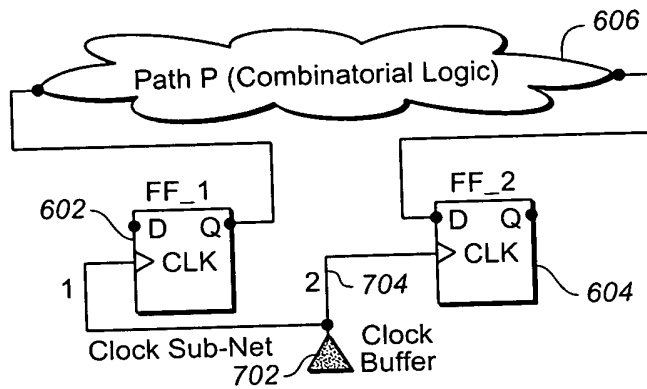 606
Path P (Combinatorial Logic)
FF_1
FF_2
602
D Q
D Q
CLK
CLK
1
2
704
604
Clock Sub-Net
Clock
Buffer
702